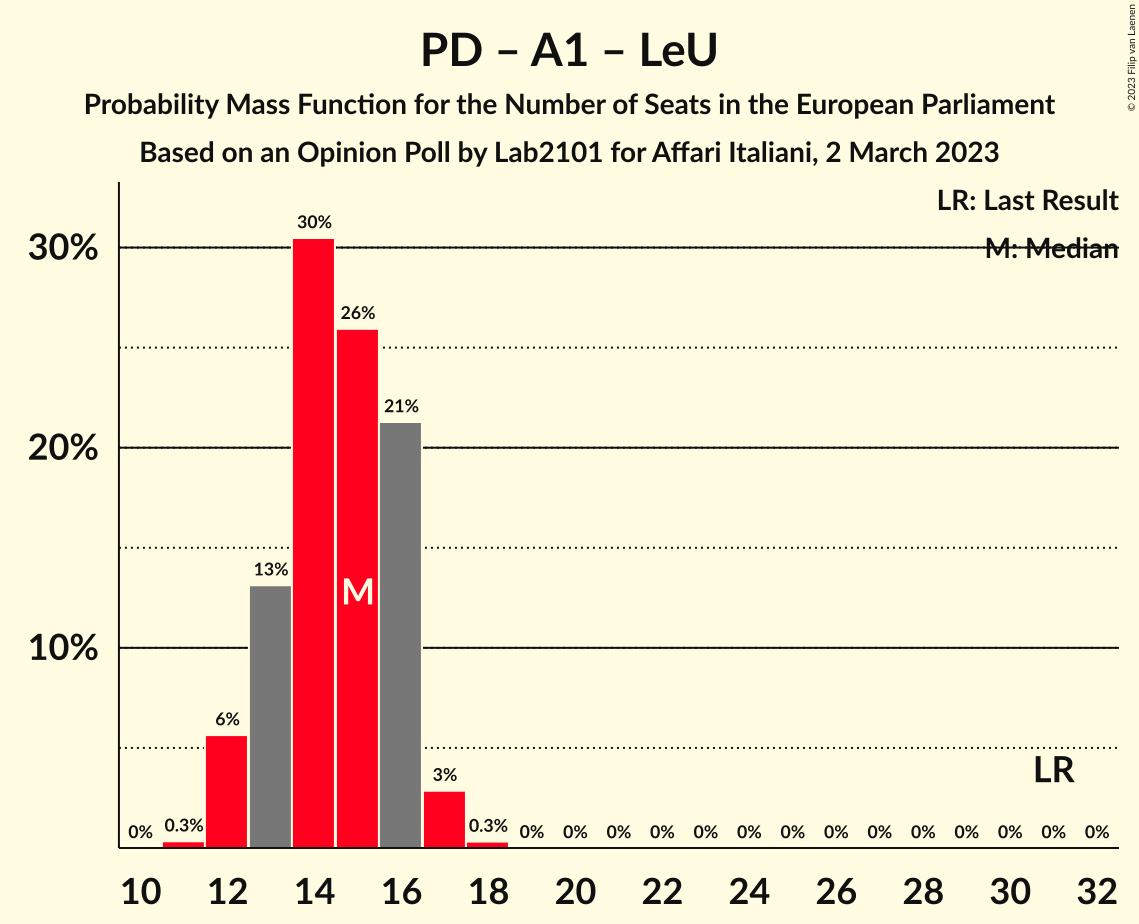 PD – A1 – LeU
Probability Mass Function for the Number of Seats in the European Parliament
Based on an Opinion Poll by Lab2101 for Affari Italiani, 2 March 2023
© 2023 Filip van Laenen
LR: Last Result
M: Median
30%
20%
10%
0%
0.3%
6%
13%
30%
26%
21%
3%
0.3%
0%
0%
0%
0%
0%
0%
0%
0%
0%
0%
0%
0%
0%
0%
M
LR
10 12 14 16 18 20 22 24 26 28 30 32